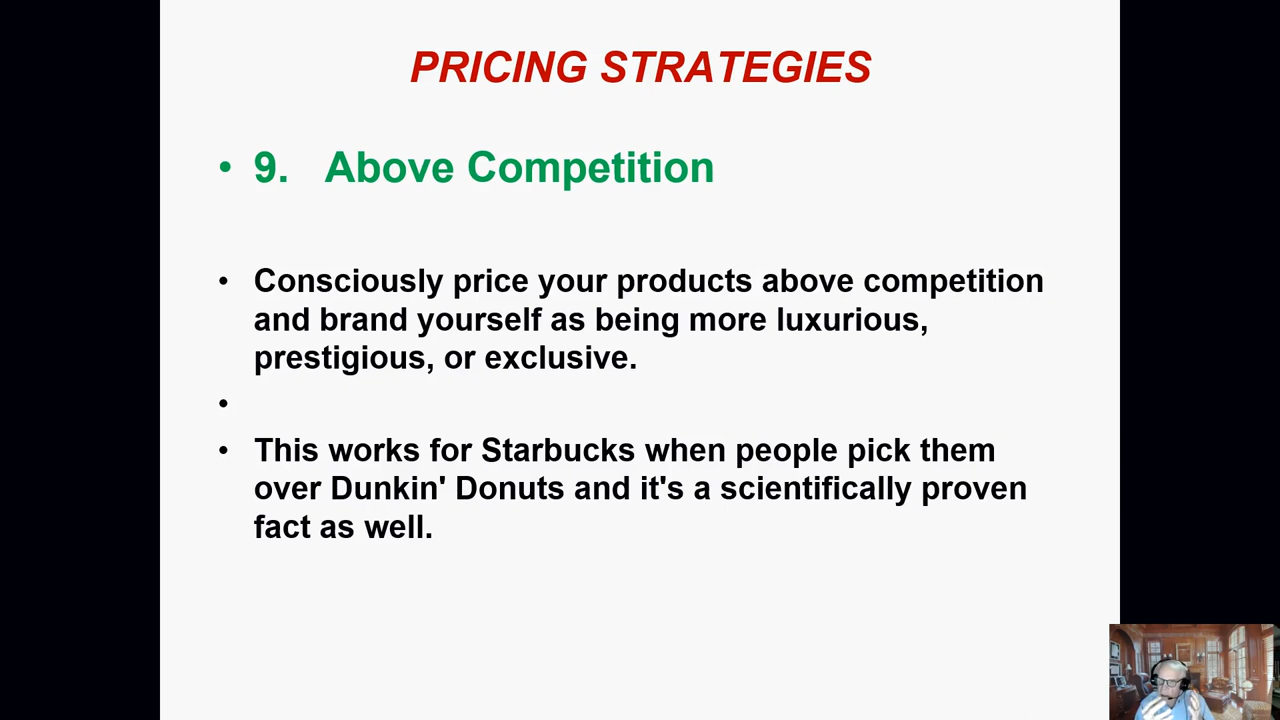 PRICING STRATEGIES
• 9. Above Competition
• Consciously price your products above competition
and brand yourself as being more luxurious,
prestigious, or exclusive.
•
• This works for Starbucks when people pick them
over Dunkin' Donuts and it's a scientifically proven
fact as well.